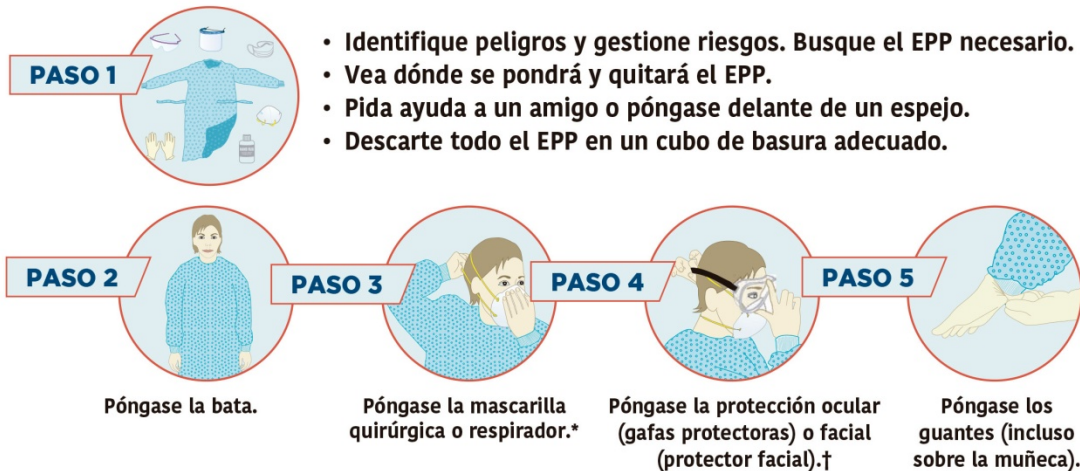 PASO 1
• Identifique peligros y gestione riesgos. Busque el EPP necesario.
• Vea dónde se pondrá y quitará el EPP.
• Pida ayuda a un amigo o póngase delante de un espejo.
• Descarte todo el EPP en un cubo de basura adecuado.
PASO 2
Póngase la bata.
PASO 3
Póngase la mascarilla
quirúrgica o respirador.*
PASO 4
Póngase la protección ocular
(gafas protectoras) o facial
(protector facial).†
PASO 5
Póngase los
guantes (incluso
sobre la muñeca).